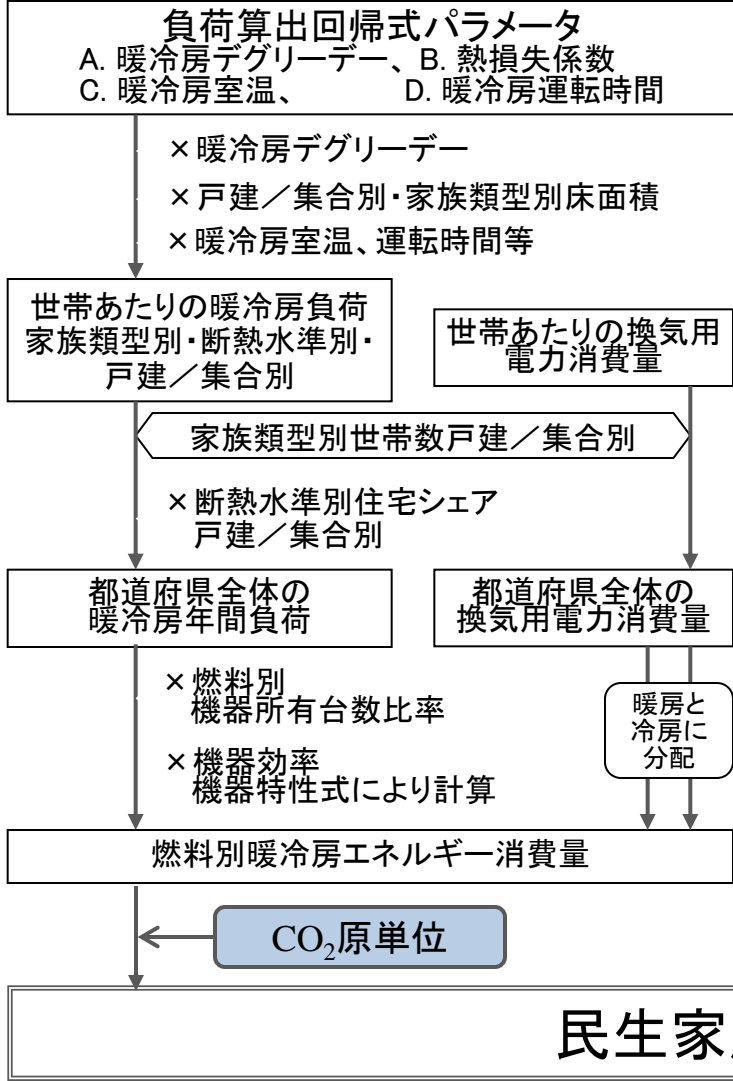 負荷算出回帰式パラメータ
A. 暖冷房デグリーデー、B. 熱損失係数
C. 暖冷房室温、 D. 暖冷房運転時間
×暖冷房デグリーデー
×戸建／集合別・家族類型別床面積
×暖冷房室温、運転時間等
世帯あたりの暖冷房負荷
家族類型別・断熱水準別・
戸建／集合別
世帯あたりの換気用
電力消費量
家族類型別世帯数戸建／集合別
×断熱水準別住宅シェア
戸建／集合別
都道府県全体の
暖冷房年間負荷
都道府県全体の
換気用電力消費量
×燃料別
機器所有台数比率
×機器効率
機器特性式により計算
暖房と
冷房に
分配
燃料別暖冷房エネルギー消費量
CO₂原単位
民生家